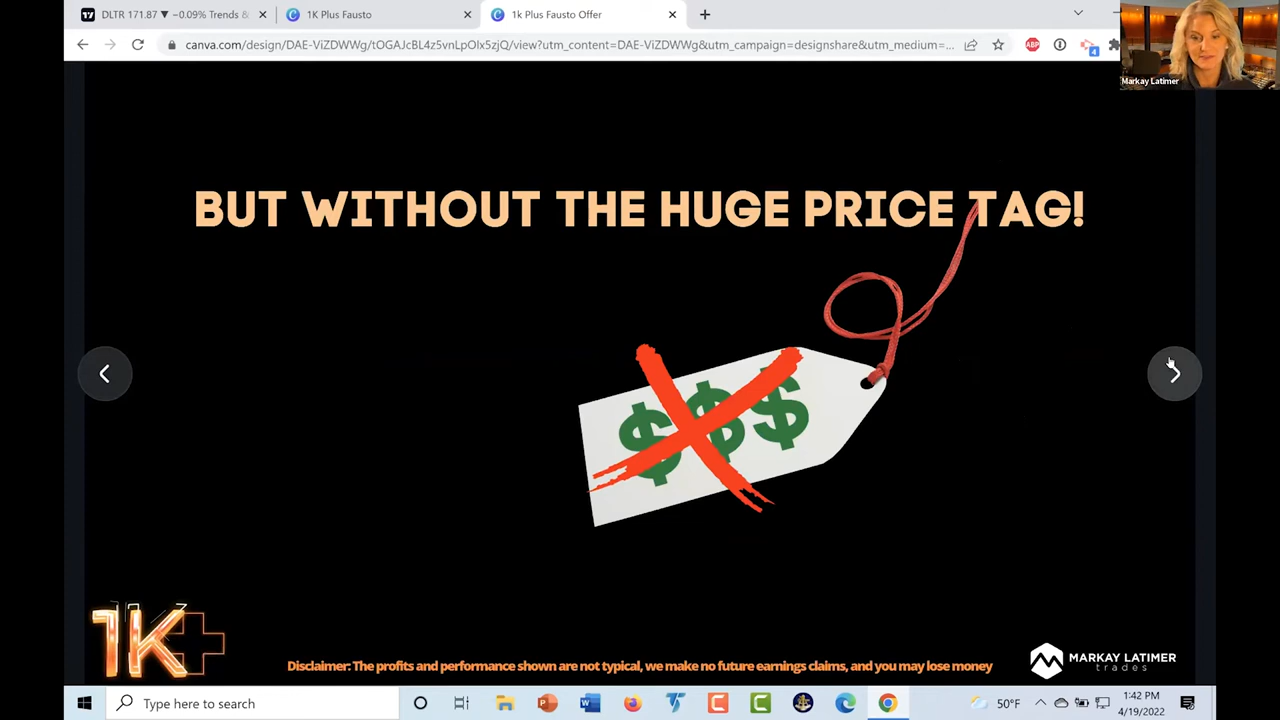 DLTR 171.87 ▼ −0.09% Trends &
1K Plus Fausto
1k Plus Fausto Offer
canva.com/design/DAE-ViZDWWg/tOGAJcBL4z5vnLpOIx5sjQ/view?utm_content=DAE-ViZDWWg&utm_campaign=designshare&utm_medium=...
ABP
4
Markay Latimer
BUT WITHOUT THE HUGE PRICE TAG!
$$$
1K+
Disclaimer: The profits and performance shown are not typical, we make no future earnings claims, and you may lose money
MARKAY LATIMER
trades
Type here to search
50°F
1:42 PM
4/19/2022